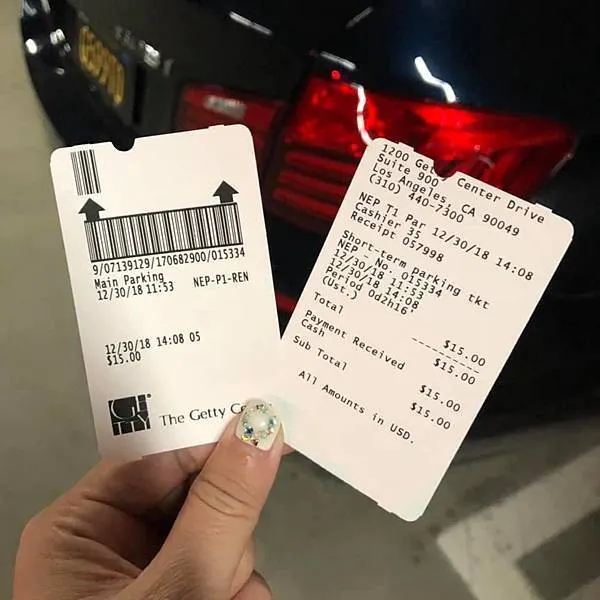 9/07139129/170682900/015334
Main Parking
12/30/18 11:53 NEP-P1-REN
12/30/18 14:08 05
$15.00
GETTY
The Getty
1200 Getty Center Drive
Suite 900
Los Angeles, CA 90049
(310) 440-7300
NEP T1 Par 12/30/18 14:08
Cashier 35
Receipt 057998
Short-term parking tkt
NEP - No. 015334
12/30/18 11:53
12/30/18 14:08
Period 0d2h16'
(Ust.)
$15.00
Total
$15.00
Payment Received
Cash $15.00
Sub Total $15.00
All Amounts in USD.